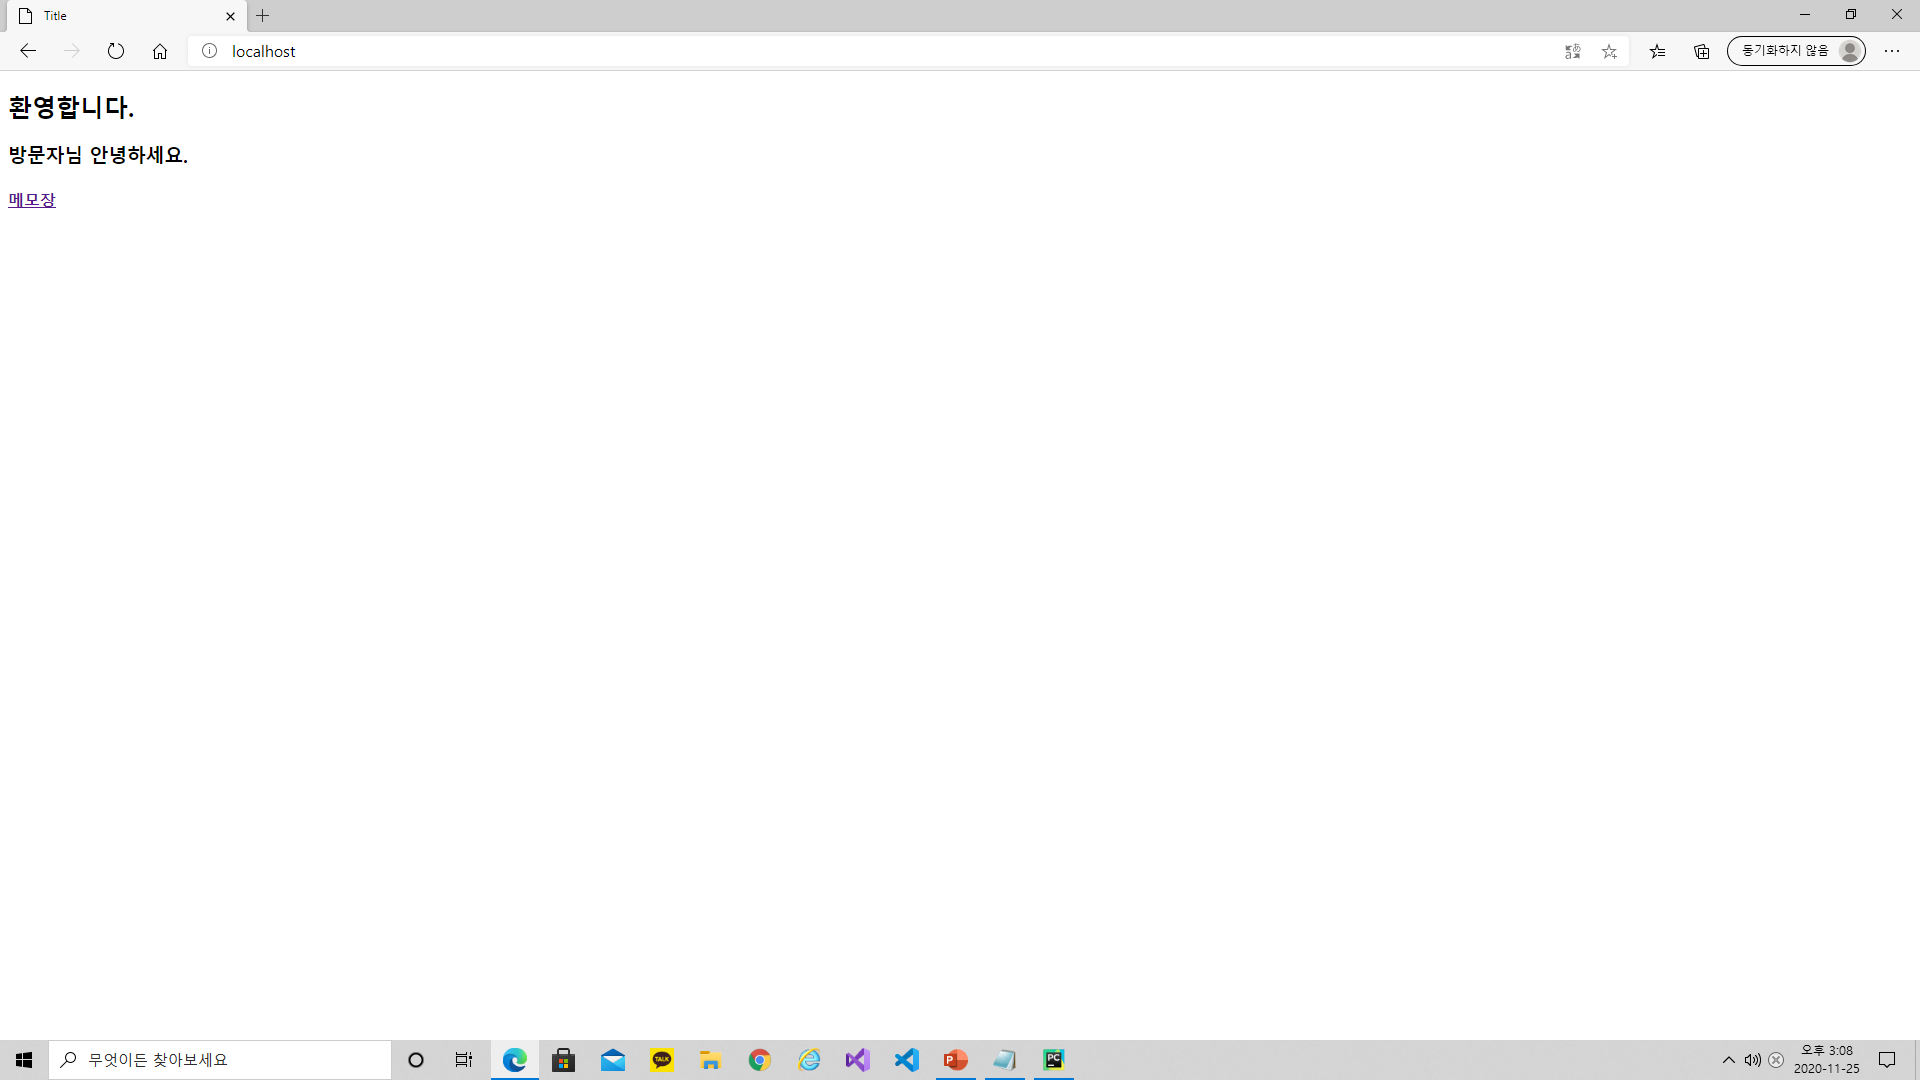 Title
localhost
동기화하지 않음
환영합니다.
방문자님 안녕하세요.
메모장
무엇이든 찾아보세요
TALK
P
PC
오후 3:08
2020-11-25